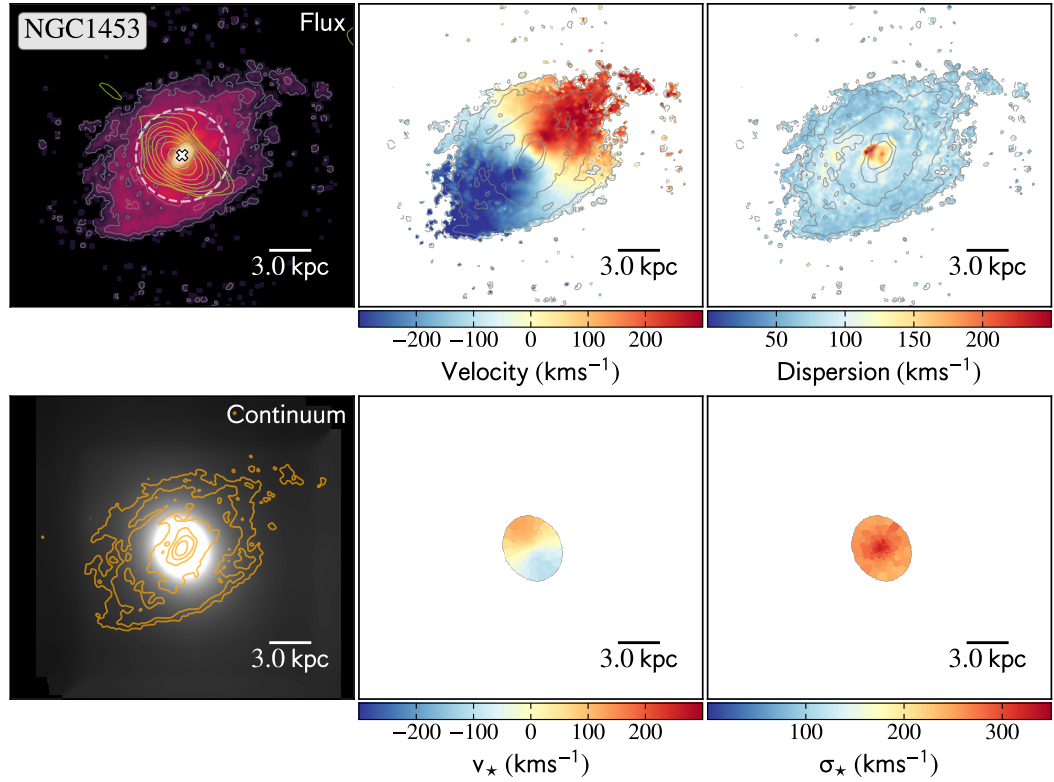 NGC1453
Flux
3.0 kpc
3.0 kpc
3.0 kpc
−200 −100 0 100 200
Velocity (kms⁻¹)
50 100 150 200
Dispersion (kms⁻¹)
Continuum
3.0 kpc
3.0 kpc
3.0 kpc
−200 −100 0 100 200
v⋆ (kms⁻¹)
100 200 300
σ⋆ (kms⁻¹)